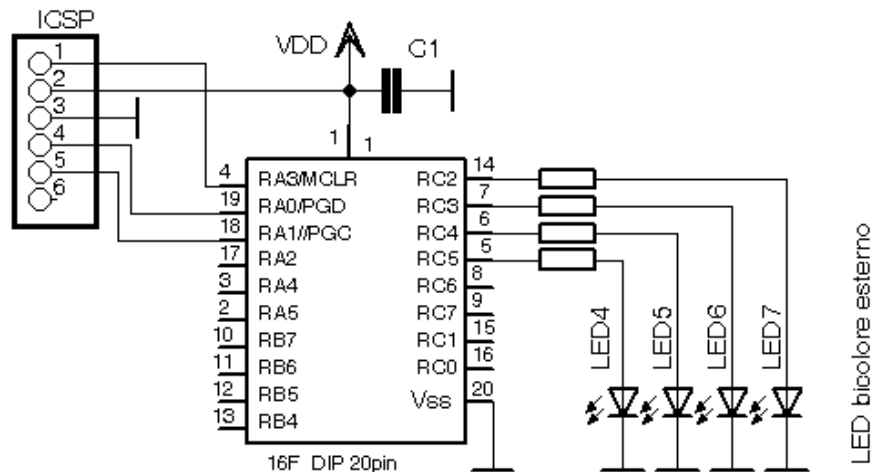 ICSP
1
2
3
4
5
6
VDD
C1
1 1
4 RA3/MCLR
19 RA0/PGD
18 RA1//PGC
17 RA2
3 RA4
2 RA5
10 RB7
11 RB6
12 RB5
13 RB4
RC2 14
RC3 7
RC4 6
RC5 5
RC6 8
RC7 9
RC1 15
RC0 16
Vss 20
16F DIP 20pin
LED4
LED5
LED6
LED7
LED bicolore esterno